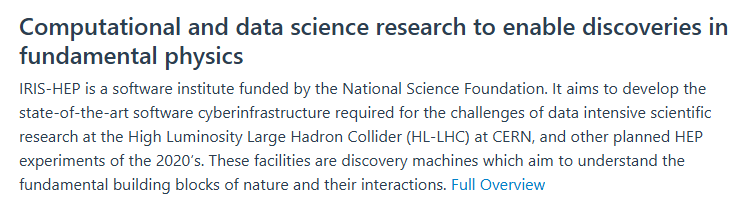 Computational and data science research to enable discoveries in
fundamental physics
IRIS-HEP is a software institute funded by the National Science Foundation. It aims to develop the
state-of-the-art software cyberinfrastructure required for the challenges of data intensive scientific
research at the High Luminosity Large Hadron Collider (HL-LHC) at CERN, and other planned HEP
experiments of the 2020’s. These facilities are discovery machines which aim to understand the
fundamental building blocks of nature and their interactions. Full Overview